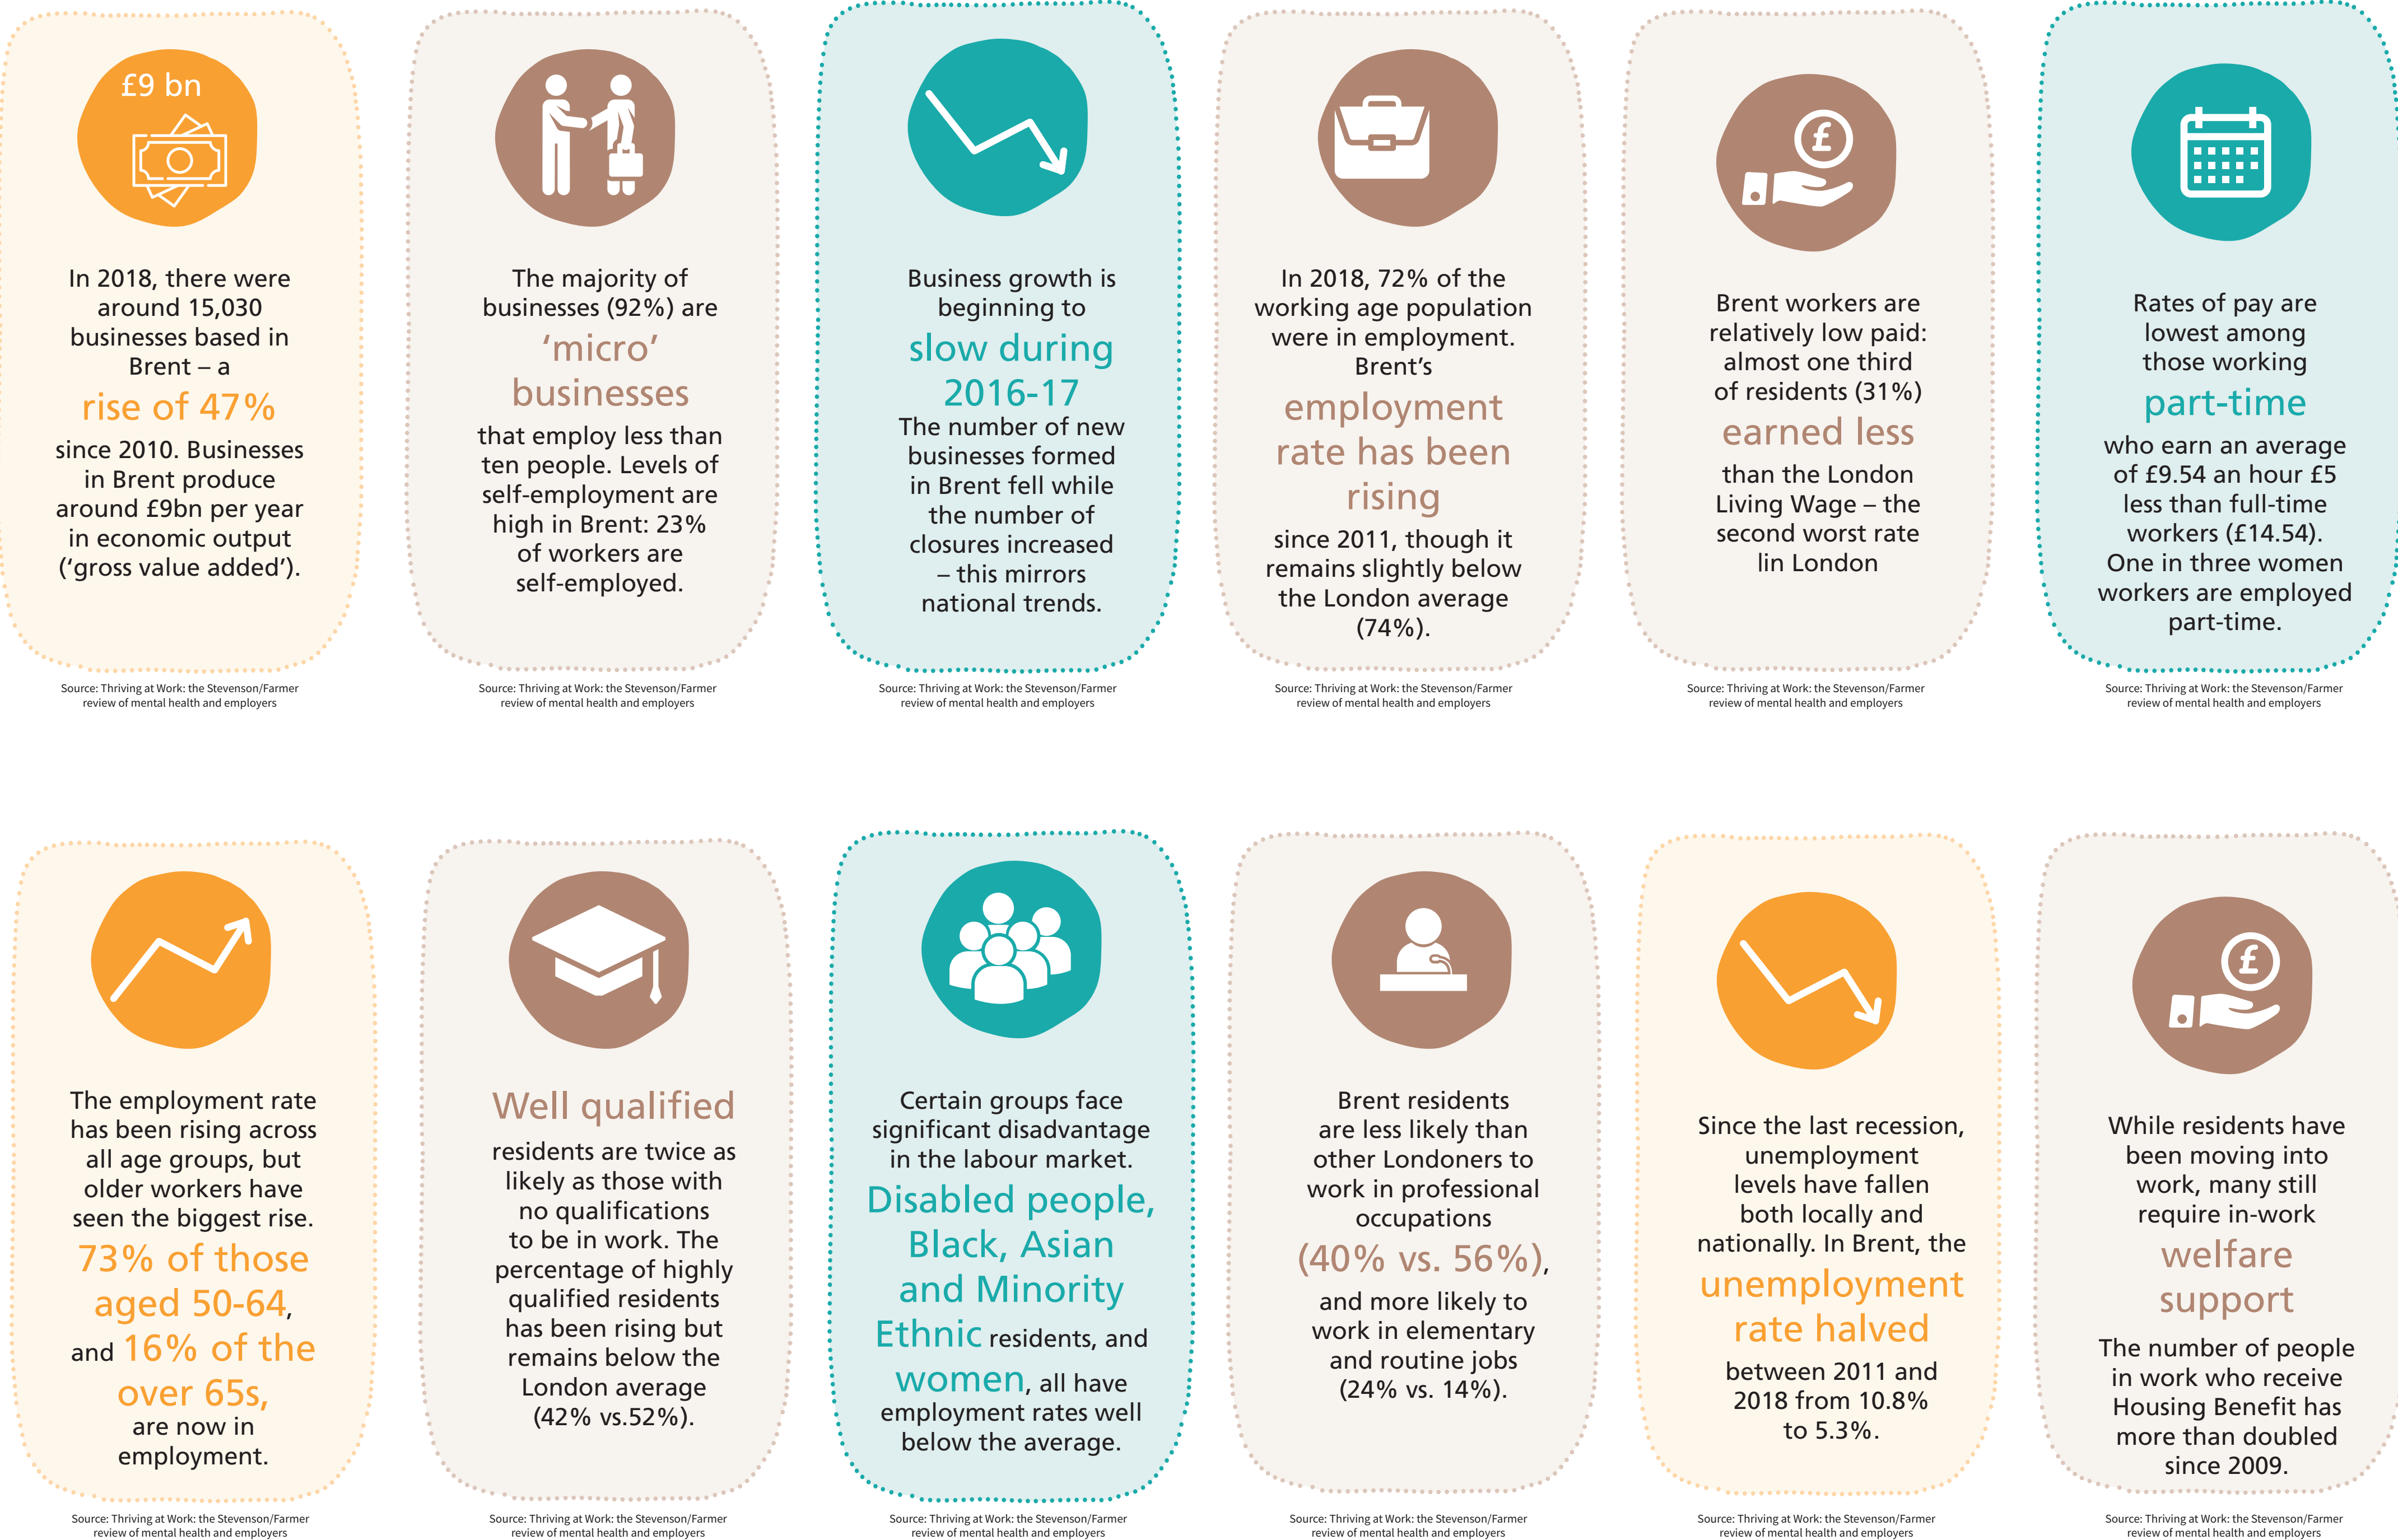 £9 bn
In 2018, there were
around 15,030
businesses based in
Brent – a
rise of 47%
since 2010. Businesses
in Brent produce
around £9bn per year
in economic output
(‘gross value added’).
Source: Thriving at Work: the Stevenson/Farmer
review of mental health and employers
The majority of
businesses (92%) are
‘micro’
businesses
that employ less than
ten people. Levels of
self-employment are
high in Brent: 23%
of workers are
self-employed.
Source: Thriving at Work: the Stevenson/Farmer
review of mental health and employers
Business growth is
beginning to
slow during
2016-17
The number of new
businesses formed
in Brent fell while
the number of
closures increased
– this mirrors
national trends.
Source: Thriving at Work: the Stevenson/Farmer
review of mental health and employers
In 2018, 72% of the
working age population
were in employment.
Brent’s
employment
rate has been
rising
since 2011, though it
remains slightly below
the London average
(74%).
Source: Thriving at Work: the Stevenson/Farmer
review of mental health and employers
£
Brent workers are
relatively low paid:
almost one third
of residents (31%)
earned less
than the London
Living Wage – the
second worst rate
lin London
Source: Thriving at Work: the Stevenson/Farmer
review of mental health and employers
Rates of pay are
lowest among
those working
part-time
who earn an average
of £9.54 an hour £5
less than full-time
workers (£14.54).
One in three women
workers are employed
part-time.
Source: Thriving at Work: the Stevenson/Farmer
review of mental health and employers
The employment rate
has been rising across
all age groups, but
older workers have
seen the biggest rise.
73% of those
aged 50-64,
and 16% of the
over 65s,
are now in
employment.
Source: Thriving at Work: the Stevenson/Farmer
review of mental health and employers
Well qualified
residents are twice as
likely as those with
no qualifications
to be in work. The
percentage of highly
qualified residents
has been rising but
remains below the
London average
(42% vs.52%).
Source: Thriving at Work: the Stevenson/Farmer
review of mental health and employers
Certain groups face
significant disadvantage
in the labour market.
Disabled people,
Black, Asian
and Minority
Ethnic residents, and
women, all have
employment rates well
below the average.
Source: Thriving at Work: the Stevenson/Farmer
review of mental health and employers
Brent residents
are less likely than
other Londoners to
work in professional
occupations
(40% vs. 56%),
and more likely to
work in elementary
and routine jobs
(24% vs. 14%).
Source: Thriving at Work: the Stevenson/Farmer
review of mental health and employers
Since the last recession,
unemployment
levels have fallen
both locally and
nationally. In Brent, the
unemployment
rate halved
between 2011 and
2018 from 10.8%
to 5.3%.
Source: Thriving at Work: the Stevenson/Farmer
review of mental health and employers
£
While residents have
been moving into
work, many still
require in-work
welfare
support
The number of people
in work who receive
Housing Benefit has
more than doubled
since 2009.
Source: Thriving at Work: the Stevenson/Farmer
review of mental health and employers